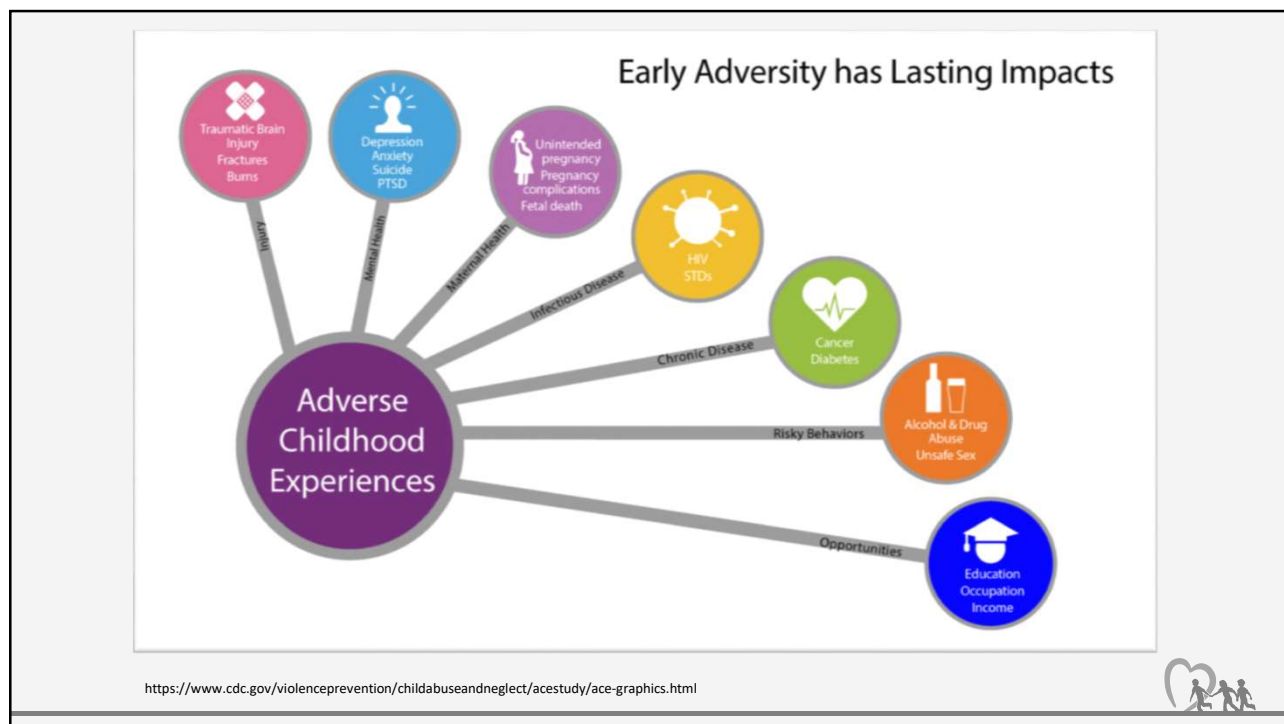 Early Adversity has Lasting Impacts
Traumatic Brain
Injury
Fractures
Burns
Depression
Anxiety
Suicide
PTSD
Unintended
pregnancy
Pregnancy
complications
Fetal death
HIV
STDs
Cancer
Diabetes
Alcohol & Drug
Abuse
Unsafe Sex
Education
Occupation
Income
Injury
Mental Health
Maternal Health
Infectious Disease
Chronic Disease
Risky Behaviors
Opportunities
Adverse
Childhood
Experiences
https://www.cdc.gov/violenceprevention/childabuseandneglect/acestudy/ace-graphics.html